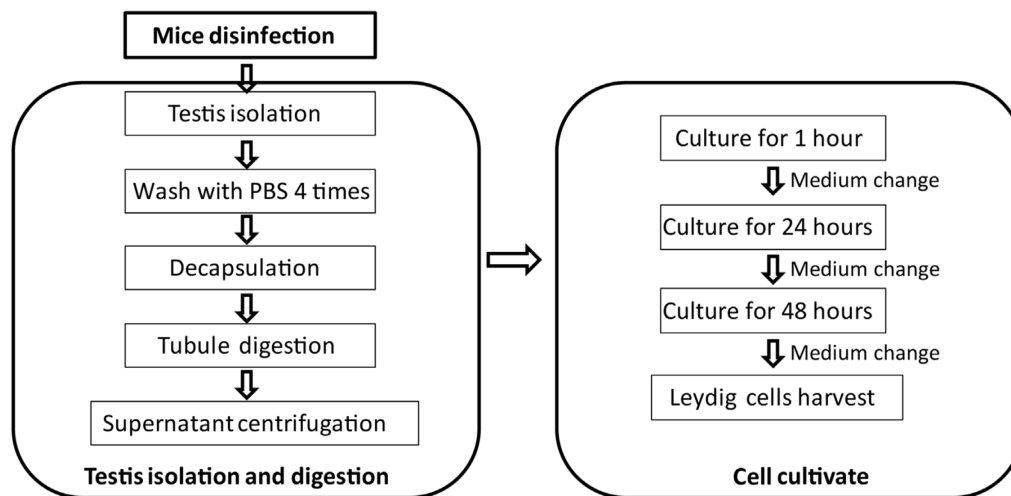 Mice disinfection
Testis isolation
Wash with PBS 4 times
Decapsulation
Tubule digestion
Supernatant centrifugation
Testis isolation and digestion
Culture for 1 hour
Medium change
Culture for 24 hours
Medium change
Culture for 48 hours
Medium change
Leydig cells harvest
Cell cultivate